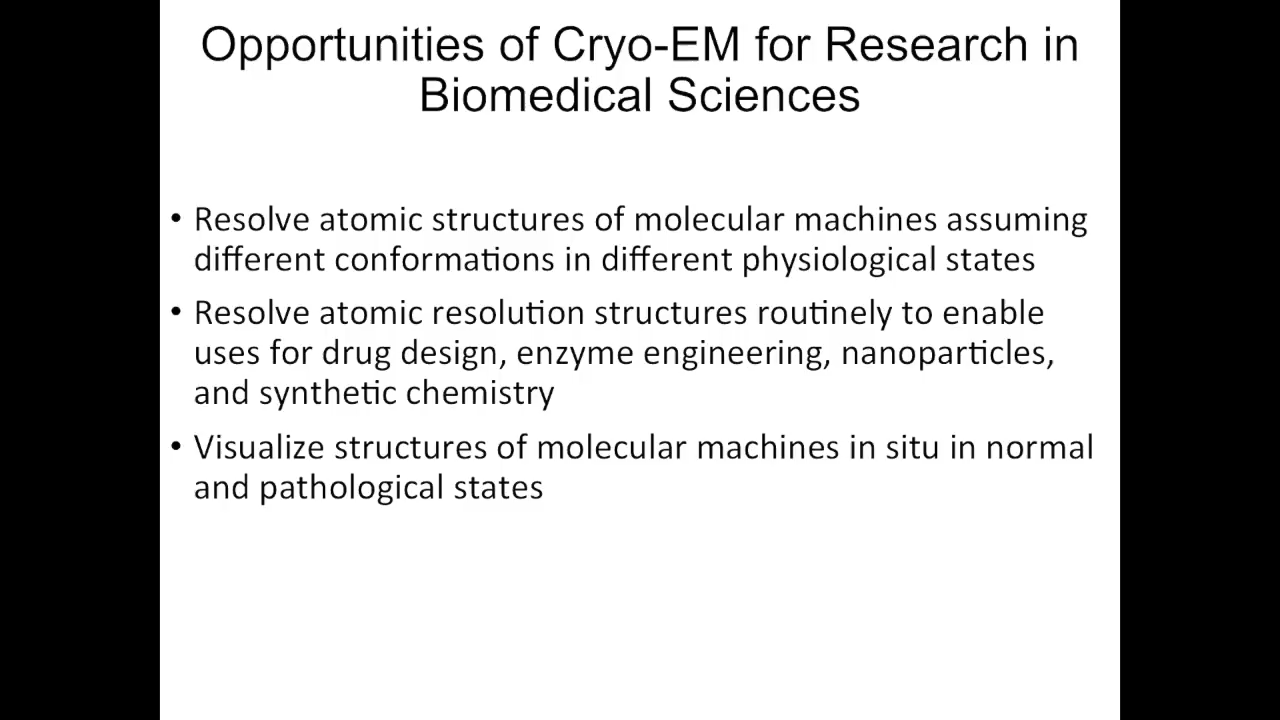 Opportunities of Cryo-EM for Research in
Biomedical Sciences
• Resolve atomic structures of molecular machines assuming
different conformations in different physiological states
• Resolve atomic resolution structures routinely to enable
uses for drug design, enzyme engineering, nanoparticles,
and synthetic chemistry
• Visualize structures of molecular machines in situ in normal
and pathological states